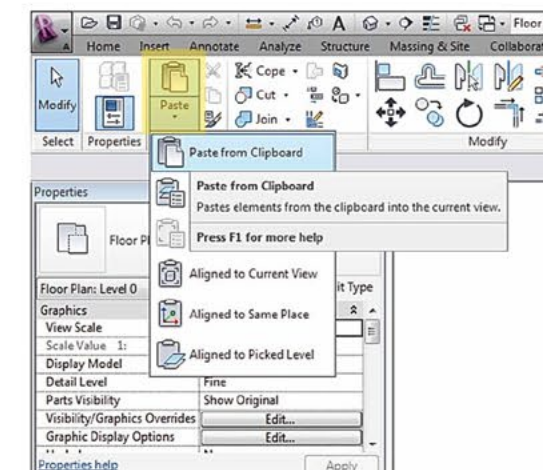 Floor
Home Insert Annotate Analyze Structure Massing & Site Collabora
Modify
Paste
Cope
Cut
Join
Select Properties
Modify
Paste from Clipboard
Properties
Paste from Clipboard
Pastes elements from the clipboard into the current view.
Floor Pl
Press F1 for more help
Aligned to Current View
Floor Plan: Level 0
it Type
Graphics
Aligned to Same Place
View Scale
Scale Value 1:
Display Model
Aligned to Picked Level
Detail Level Fine
Parts Visibility Show Original
Visibility/Graphics Overrides Edit...
Graphic Display Options Edit...
Properties help Apply